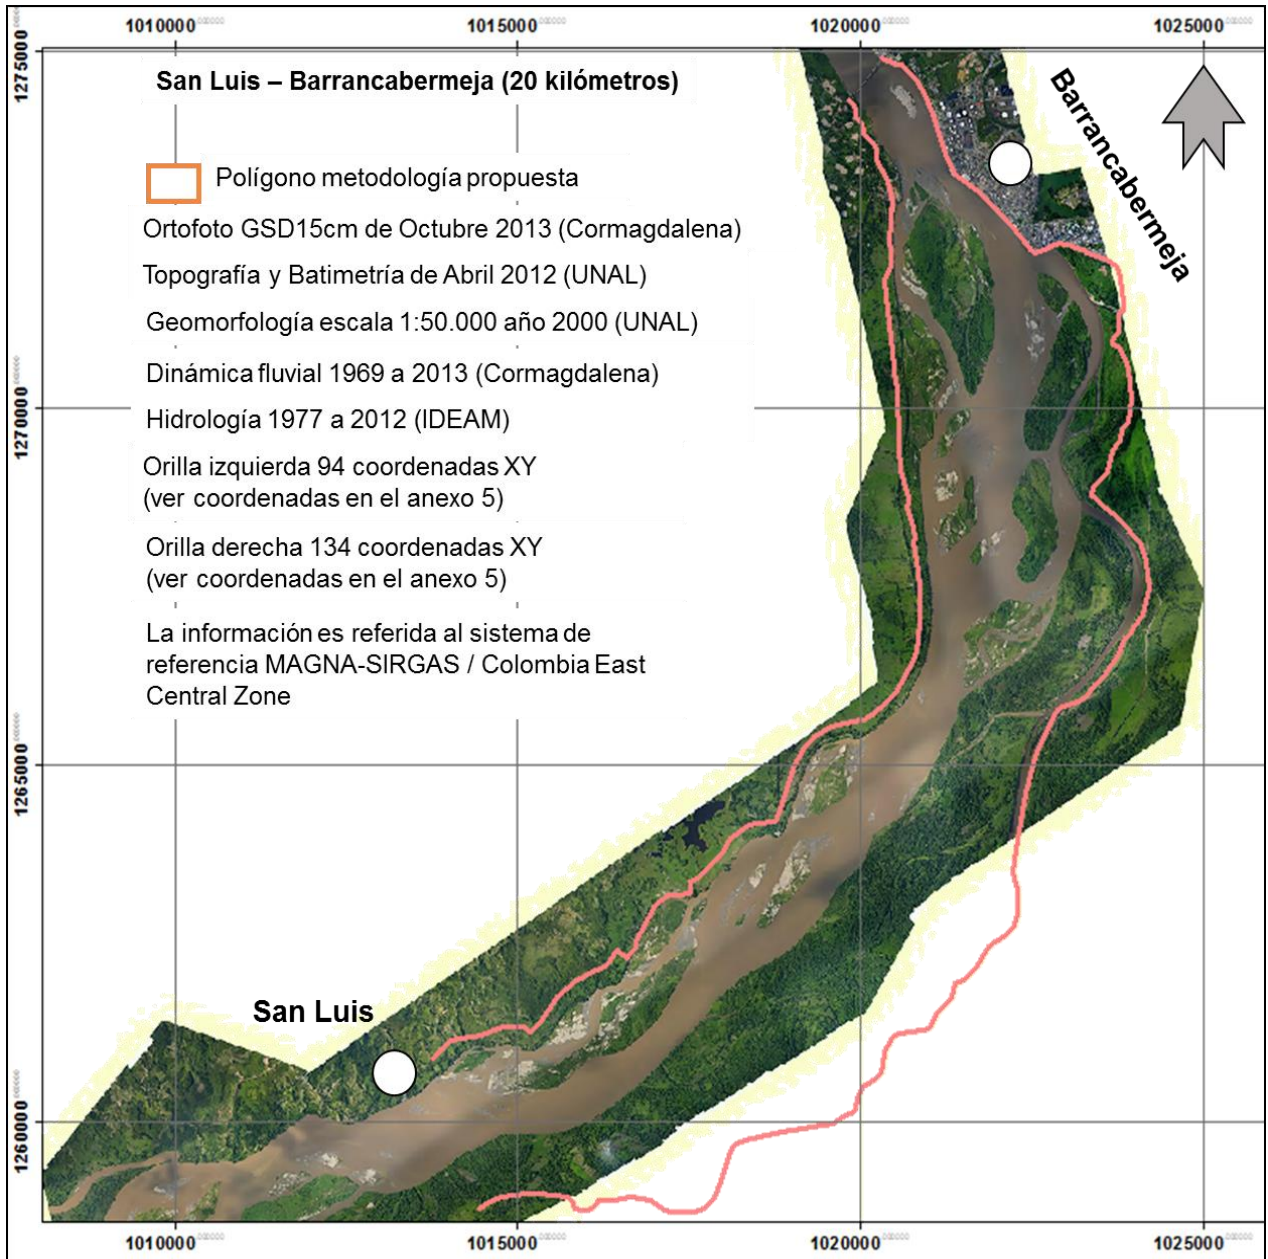 1010000 1015000 1020000 1025000
1275000
San Luis – Barrancabermeja (20 kilómetros)
Barrancabermeja
Polígono metodología propuesta
Ortofoto GSD15cm de Octubre 2013 (Cormagdalena)
Topografía y Batimetría de Abril 2012 (UNAL)
Geomorfología escala 1:50.000 año 2000 (UNAL)
Dinámica fluvial 1969 a 2013 (Cormagdalena)
1270000
Hidrología 1977 a 2012 (IDEAM)
Orilla izquierda 94 coordenadas XY
(ver coordenadas en el anexo 5)
Orilla derecha 134 coordenadas XY
(ver coordenadas en el anexo 5)
La información es referida al sistema de
referencia MAGNA-SIRGAS / Colombia East
Central Zone
1265000
San Luis
1260000
1010000 1015000 1020000 1025000